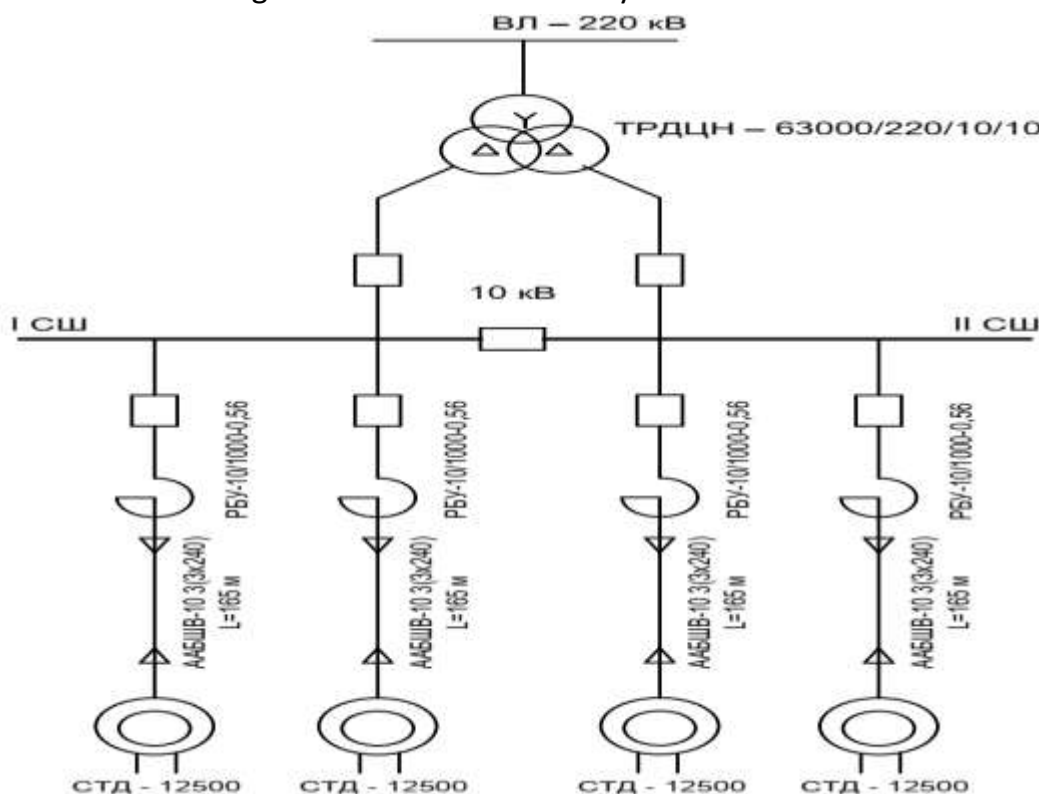 ВЛ – 220 кВ
ТРДЦН – 63000/220/10/10
10 кВ
I СШ
II СШ
РБУ-10/1000-0,56
РБУ-10/1000-0,56
РБУ-10/1000-0,56
РБУ-10/1000-0,56
ААБШВ-10 3(3х240)
L=165 м
ААБШВ-10 3(3х240)
L=165 м
ААБШВ-10 3(3х240)
L=165 м
ААБШВ-10 3(3х240)
L=165 м
СТД - 12500
СТД - 12500
СТД - 12500
СТД - 12500